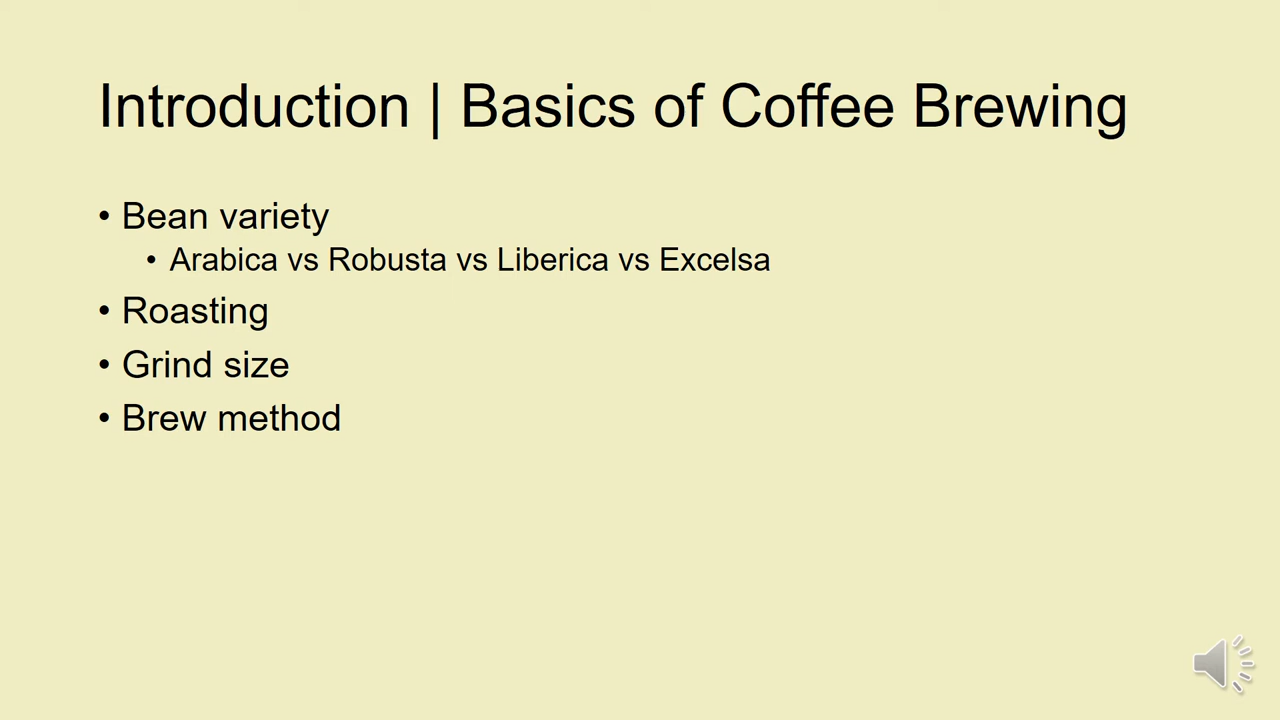 Introduction | Basics of Coffee Brewing
• Bean variety
• Arabica vs Robusta vs Liberica vs Excelsa
• Roasting
• Grind size
• Brew method